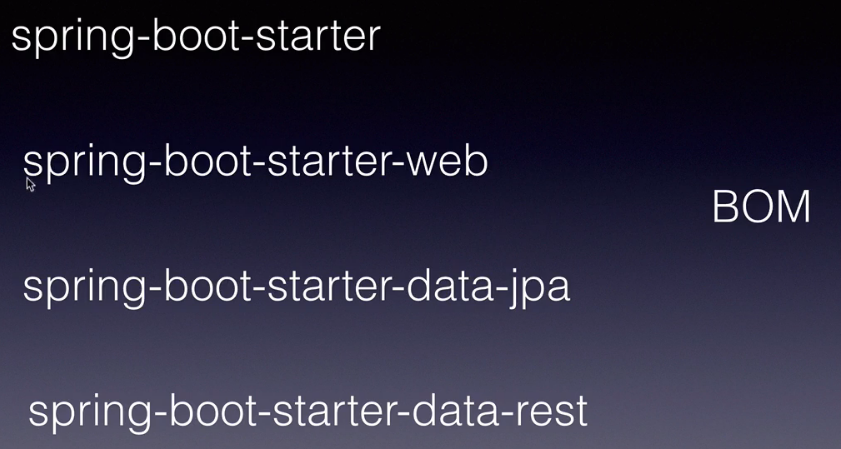 spring-boot-starter
spring-boot-starter-web
BOM
spring-boot-starter-data-jpa
spring-boot-starter-data-rest